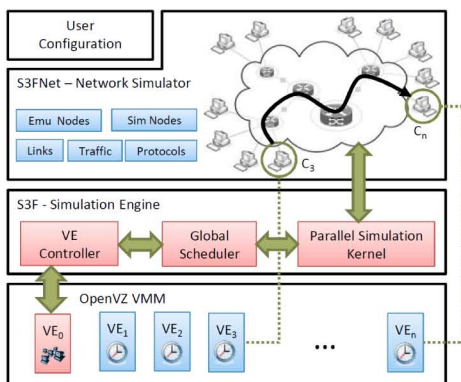 User
Configuration
S3FNet – Network Simulator
Emu Nodes
Sim Nodes
Links
Traffic
Protocols
C3
Cn
S3F - Simulation Engine
VE
Controller
Global
Scheduler
Parallel Simulation
Kernel
OpenVZ VMM
VE0
VE1
VE2
VE3
...
VEn